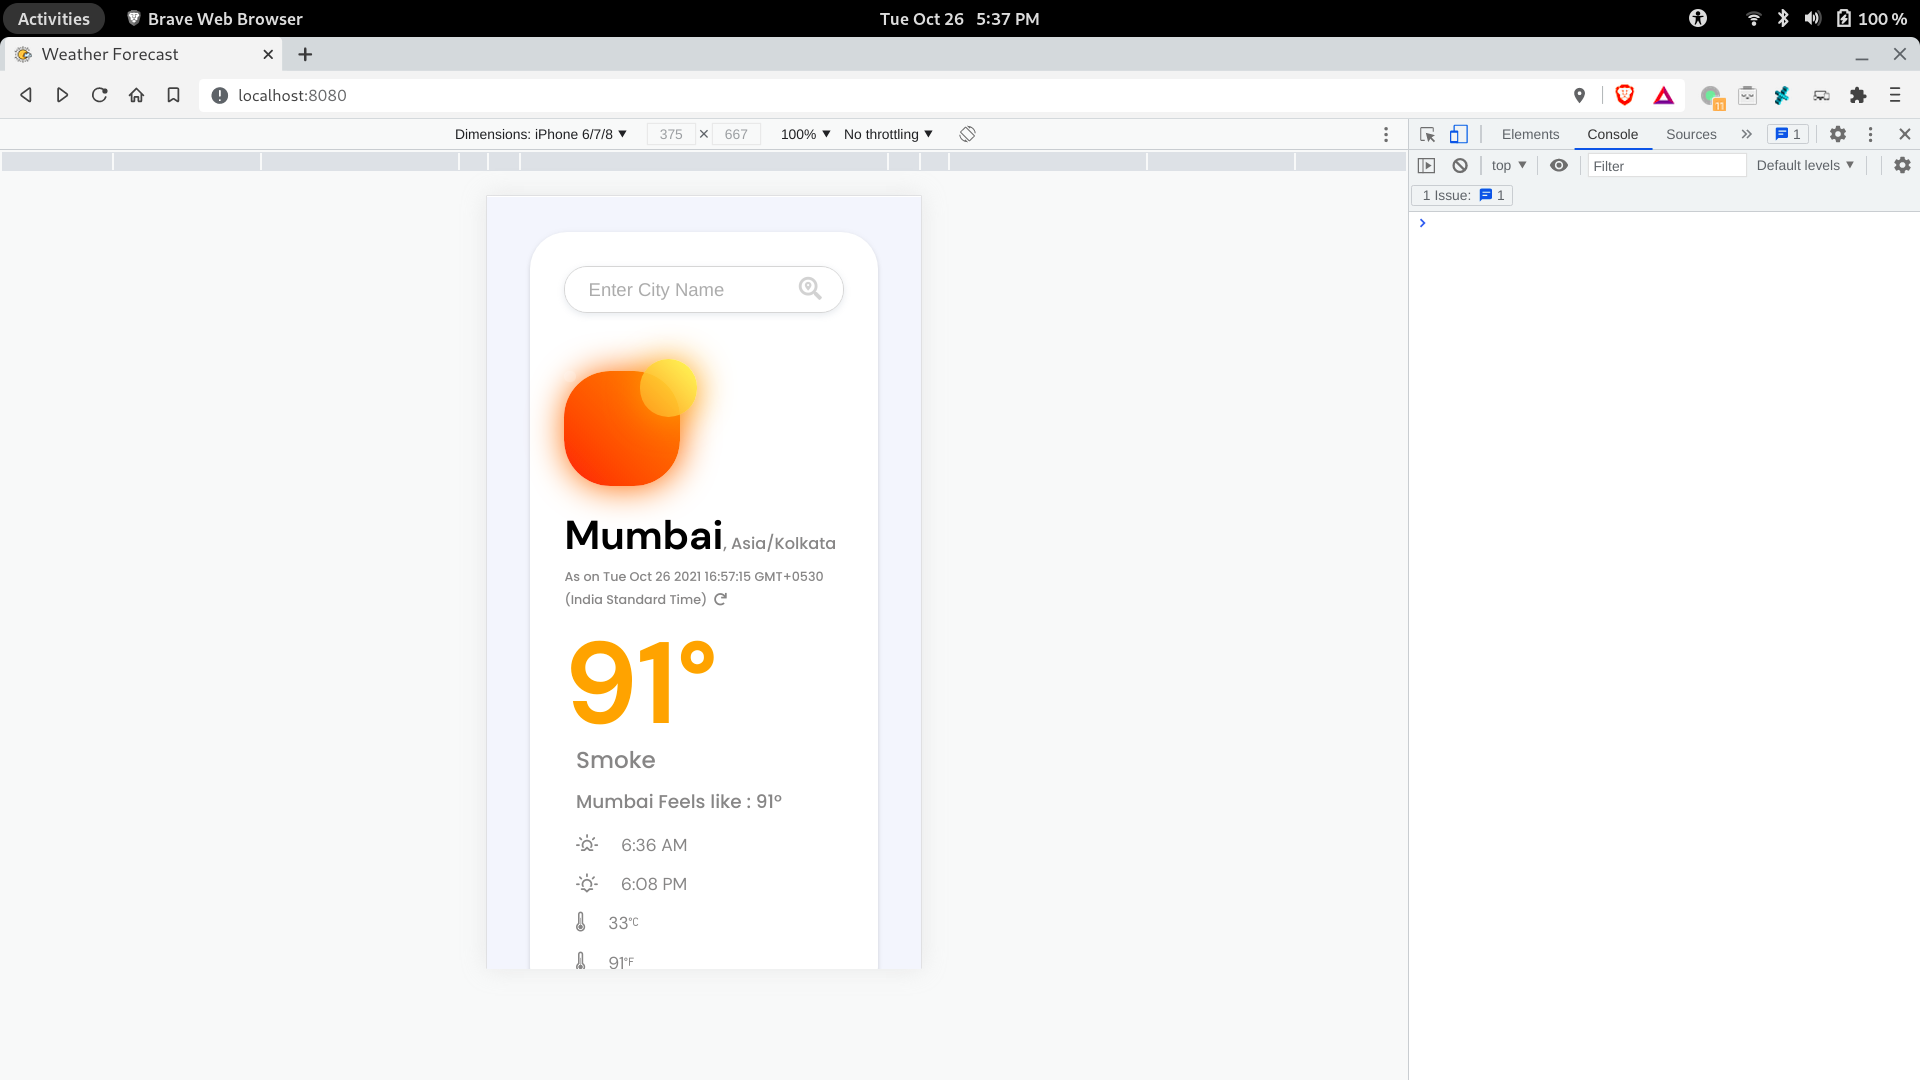 Activities Brave Web Browser Tue Oct 26 5:37 PM 100 %
Weather Forecast
localhost:8080 11
Dimensions: iPhone 6/7/8 375 × 667 100% No throttling Elements Console Sources 1
top Filter Default levels
1 Issue: 1
Enter City Name
Mumbai, Asia/Kolkata
As on Tue Oct 26 2021 16:57:15 GMT+0530
(India Standard Time)
91°
Smoke
Mumbai Feels like : 91°
6:36 AM
6:08 PM
33°C
91°F